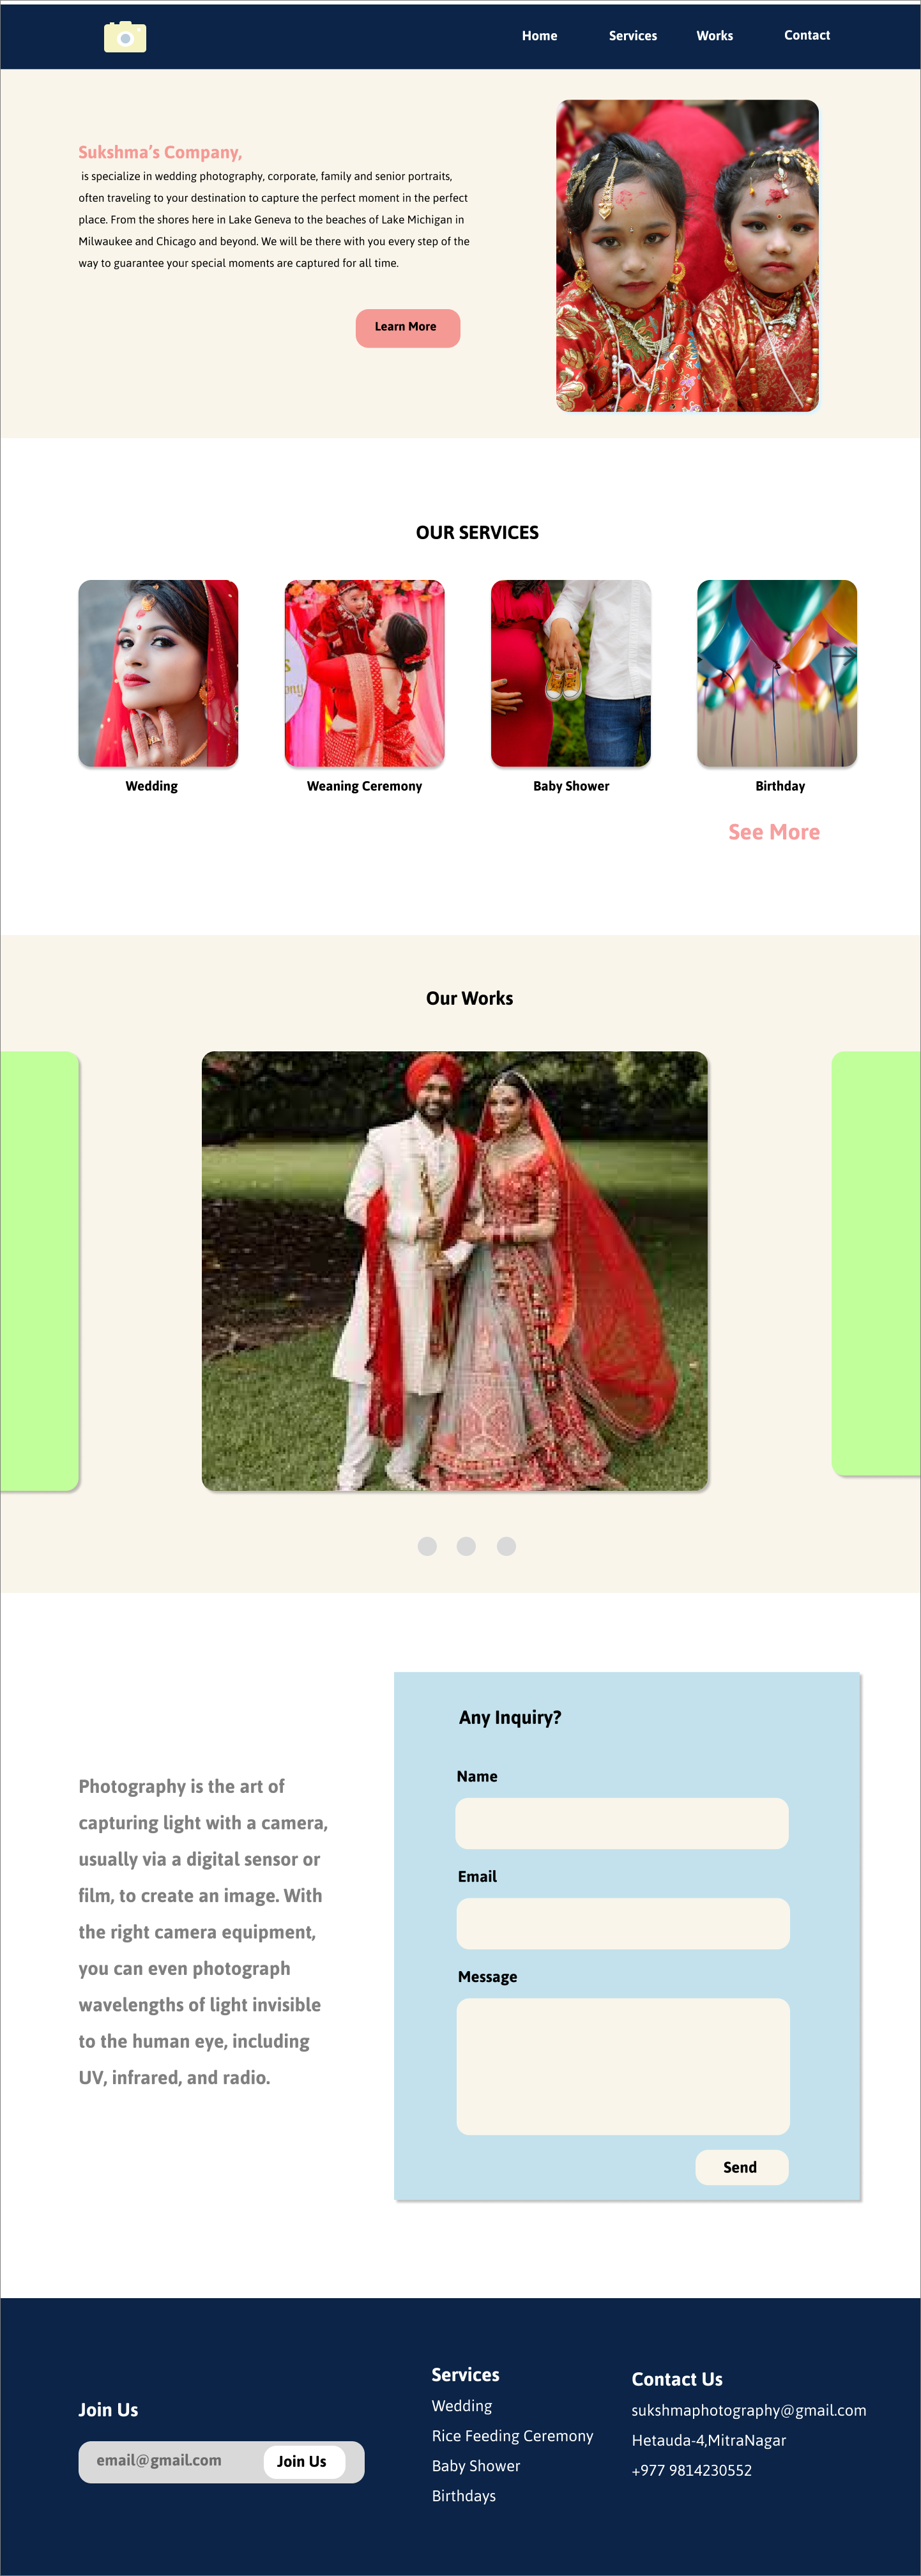 Home Services Works Contact
Sukshma's Company,
is specialize in wedding photography, corporate, family and senior portraits,
often traveling to your destination to capture the perfect moment in the perfect
place. From the shores here in Lake Geneva to the beaches of Lake Michigan in
Milwaukee and Chicago and beyond. We will be there with you every step of the
way to guarantee your special moments are captured for all time.
Learn More
OUR SERVICES
Wedding
Weaning Ceremony
Baby Shower
Birthday
See More
Our Works
Photography is the art of
capturing light with a camera,
usually via a digital sensor or
film, to create an image. With
the right camera equipment,
you can even photograph
wavelengths of light invisible
to the human eye, including
UV, infrared, and radio.
Any Inquiry?
Name
Email
Message
Send
Join Us
email@gmail.com
Join Us
Services
Wedding
Rice Feeding Ceremony
Baby Shower
Birthdays
Contact Us
sukshmaphotography@gmail.com
Hetauda-4,MitraNagar
+977 9814230552